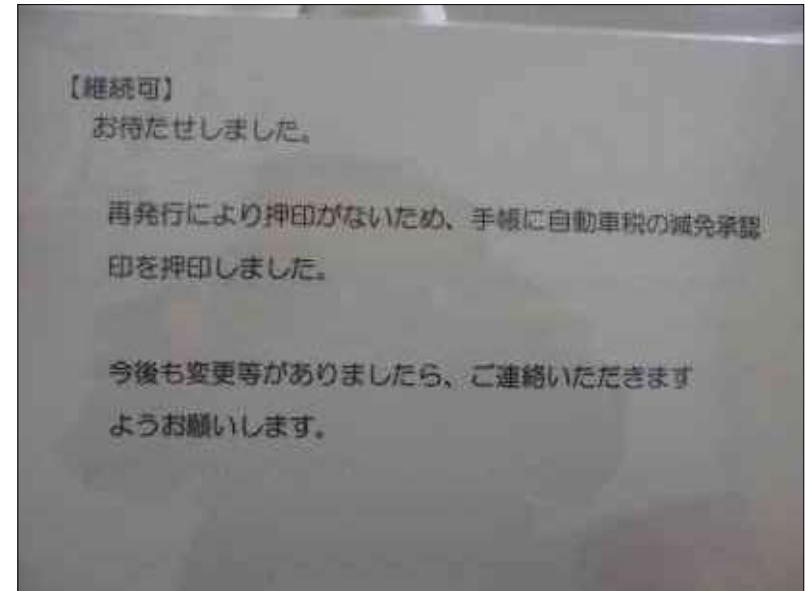 【継続可】
お待たせしました。
再発行により押印がないため、手帳に自動車税の減免承認
印を押印しました。
今後も変更等がありましたら、ご連絡いただきます
ようお願いします。